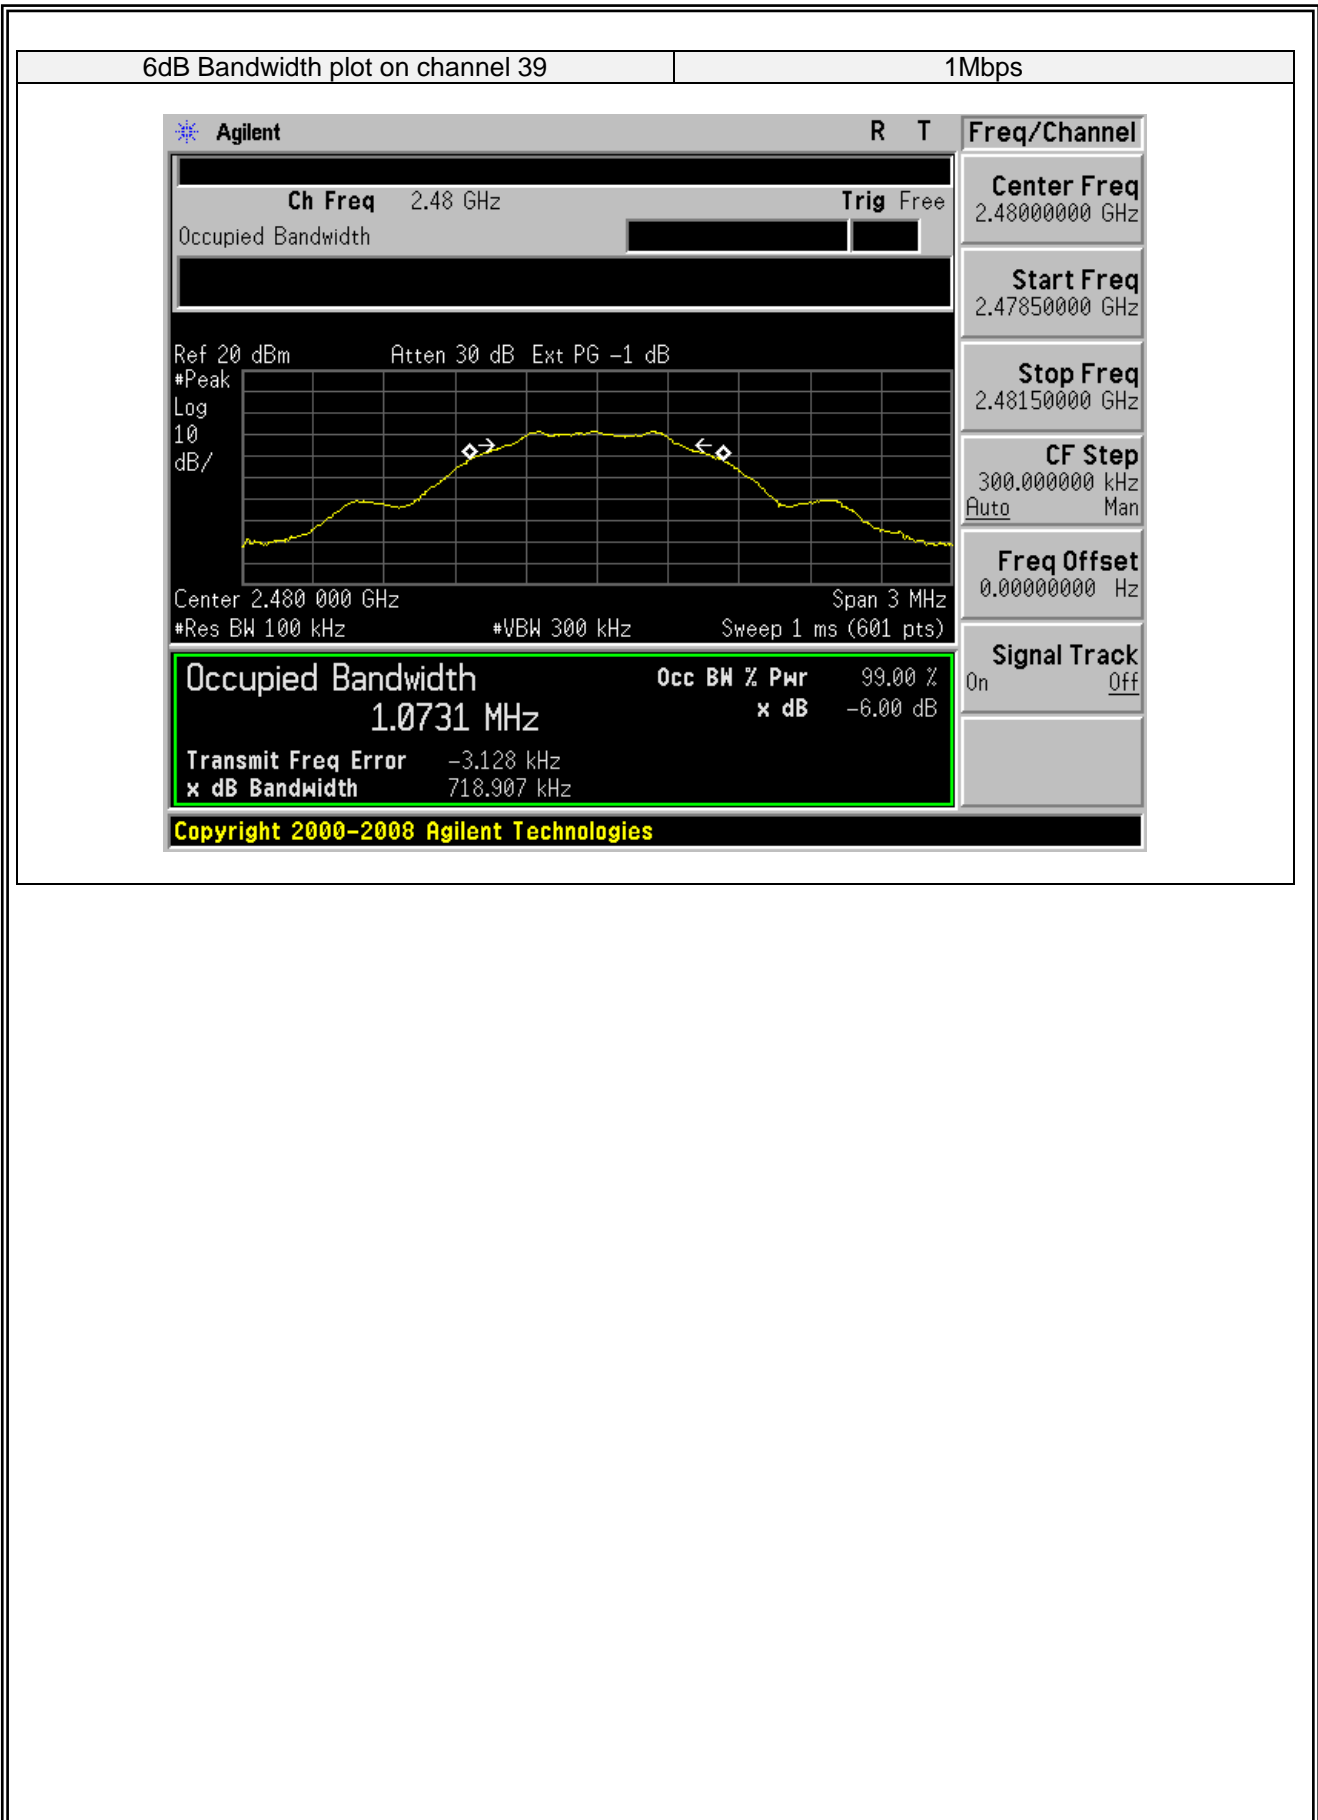 6dB Bandwidth plot on channel 39 1Mbps
Agilent R T Freq/Channel
Ch Freq 2.48 GHz Trig Free
Occupied Bandwidth
Center Freq
2.48000000 GHz
Start Freq
2.47850000 GHz
Stop Freq
2.48150000 GHz
CF Step
300.000000 kHz
Auto Man
Freq Offset
0.00000000 Hz
Signal Track
On Off
Ref 20 dBm Atten 30 dB Ext PG -1 dB
#Peak
Log
10
dB/
Center 2.480 000 GHz Span 3 MHz
#Res BW 100 kHz #VBW 300 kHz Sweep 1 ms (601 pts)
Occupied Bandwidth Occ BW % Pwr 99.00 %
1.0731 MHz x dB -6.00 dB
Transmit Freq Error -3.128 kHz
x dB Bandwidth 718.907 kHz
Copyright 2000-2008 Agilent Technologies